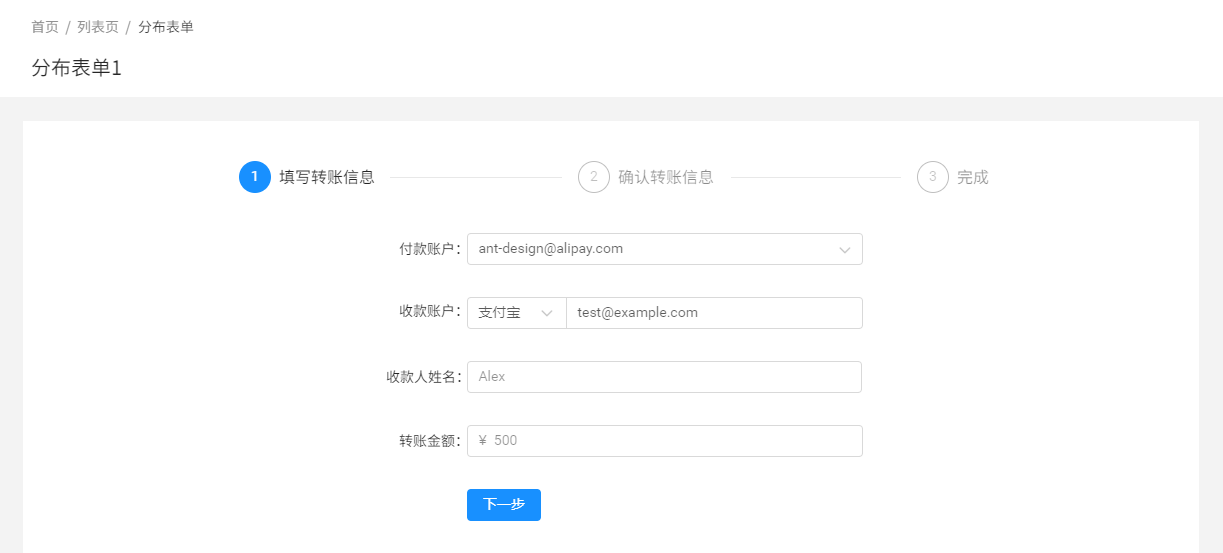 首页 / 列表页 / 分布表单
分布表单1
1 填写转账信息 2 确认转账信息 3 完成
付款账户： ant-design@alipay.com
收款账户： 支付宝 test@example.com
收款人姓名： Alex
转账金额： ¥ 500
下一步